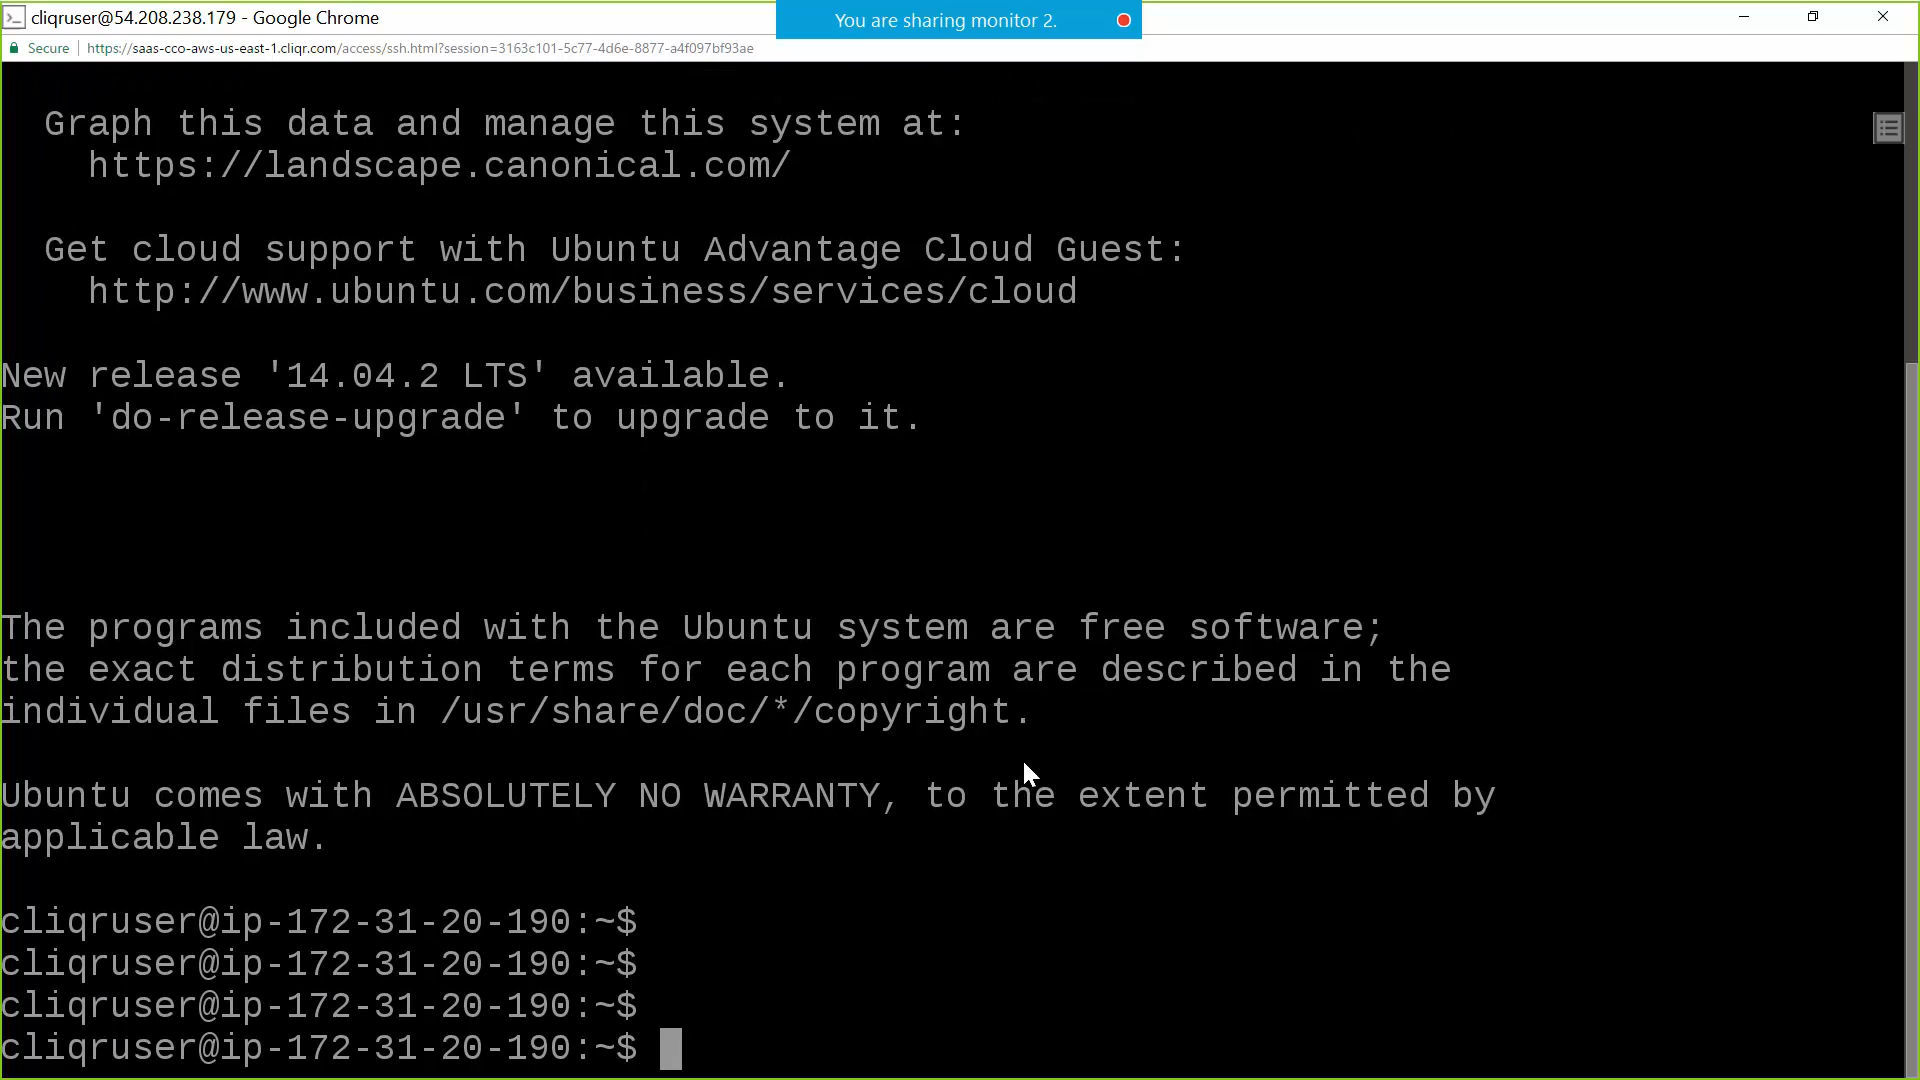 cliqruser@54.208.238.179 - Google Chrome
You are sharing monitor 2.
Secure https://saas-cco-aws-us-east-1.cliqr.com/access/ssh.html?session=3163c101-5c77-4d6e-8877-a4f097bf93ae
Graph this data and manage this system at:
https://landscape.canonical.com/
Get cloud support with Ubuntu Advantage Cloud Guest:
http://www.ubuntu.com/business/services/cloud
New release '14.04.2 LTS' available.
Run 'do-release-upgrade' to upgrade to it.
The programs included with the Ubuntu system are free software;
the exact distribution terms for each program are described in the
individual files in /usr/share/doc/*/copyright.
Ubuntu comes with ABSOLUTELY NO WARRANTY, to the extent permitted by
applicable law.
cliqruser@ip-172-31-20-190:~$
cliqruser@ip-172-31-20-190:~$
cliqruser@ip-172-31-20-190:~$
cliqruser@ip-172-31-20-190:~$